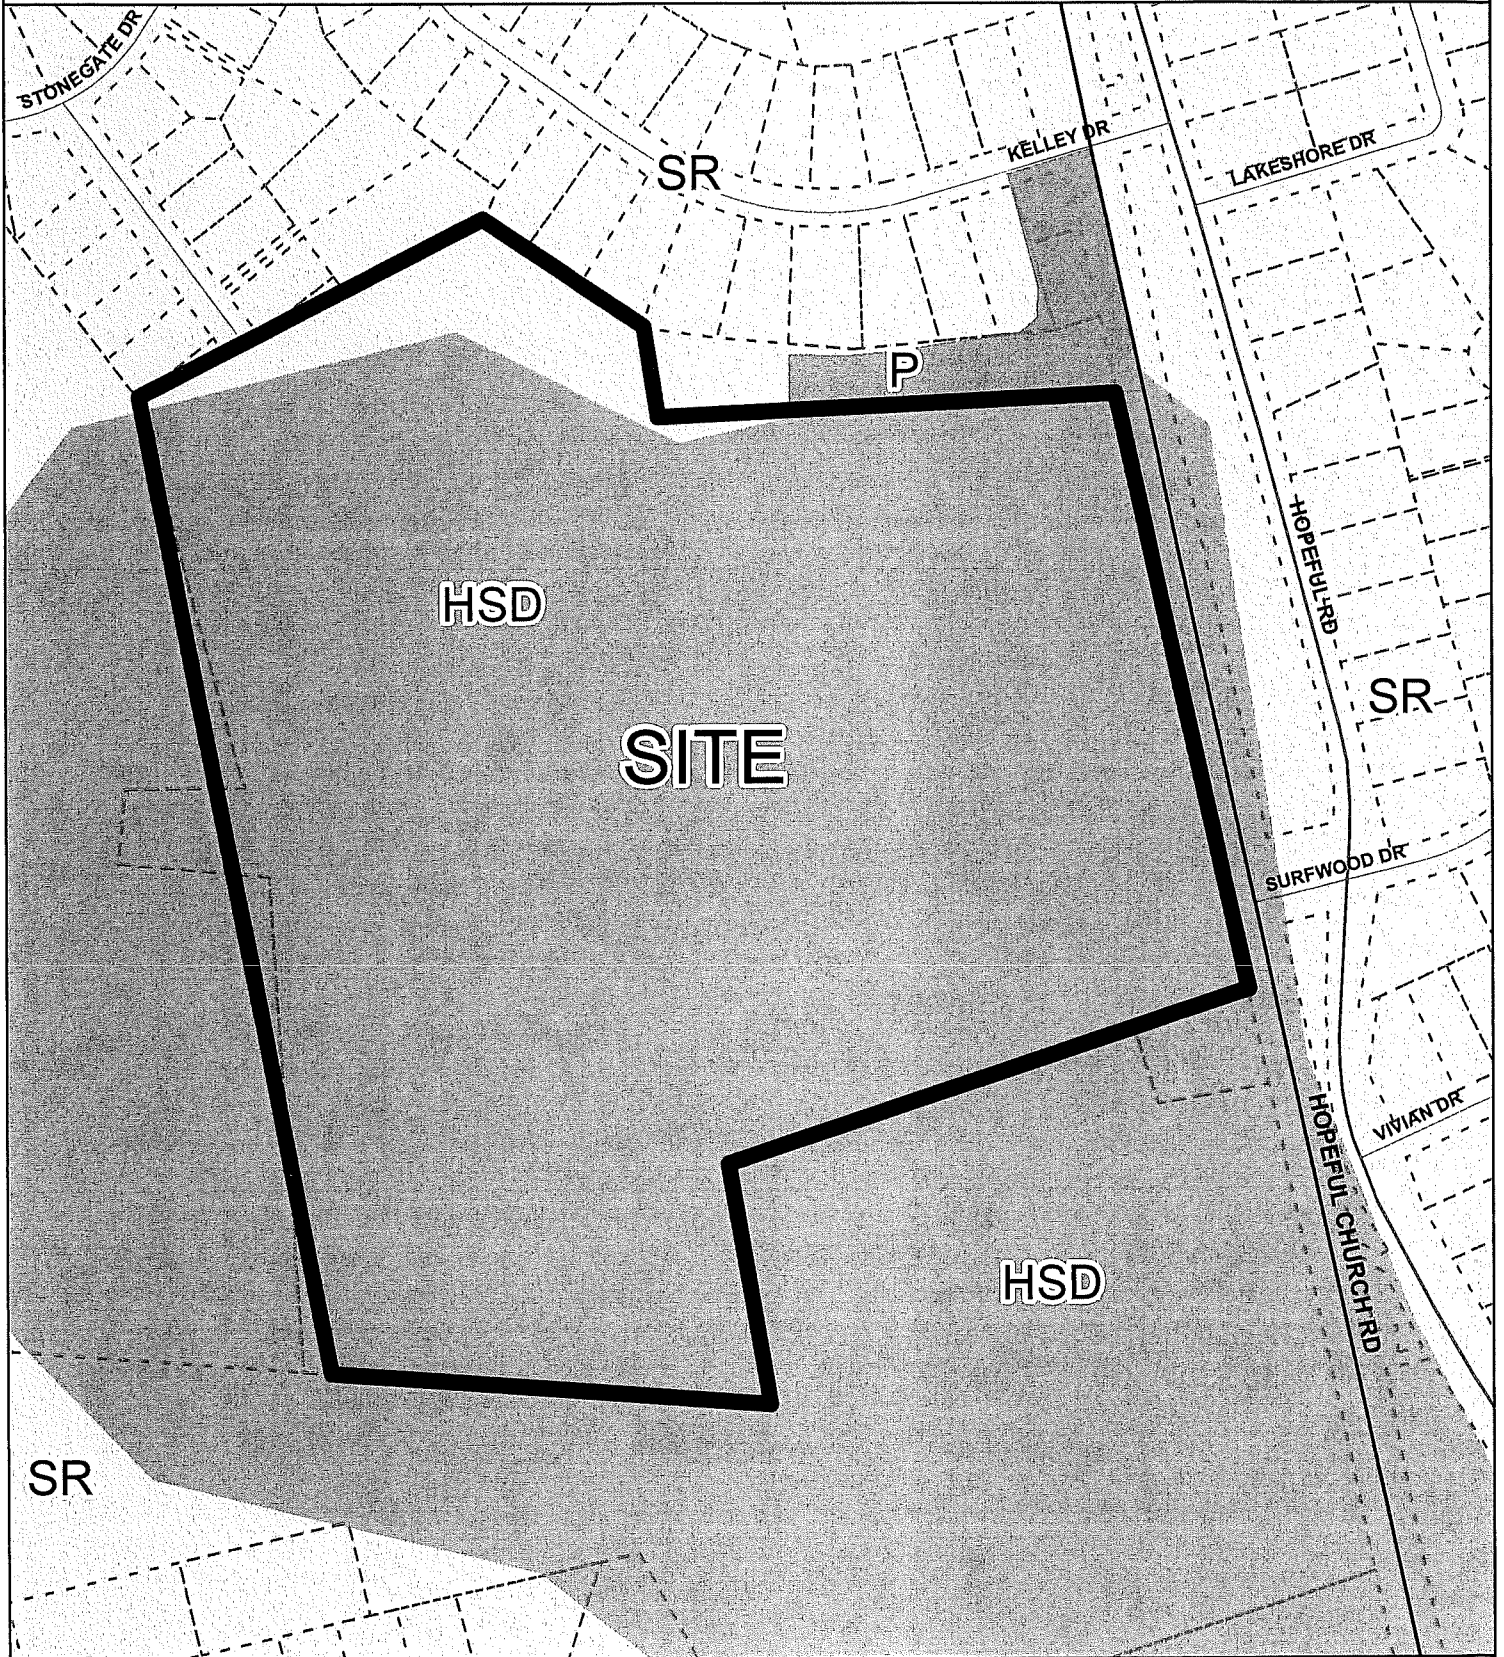 STONEGATE DR
SR
KELLEY DR
LAKESHORE DR
P
HOPEFUL RD
HSD
SR
SITE
SURFWOOD DR
VIVIAN DR
HOPEFUL CHURCH RD
HSD
SR